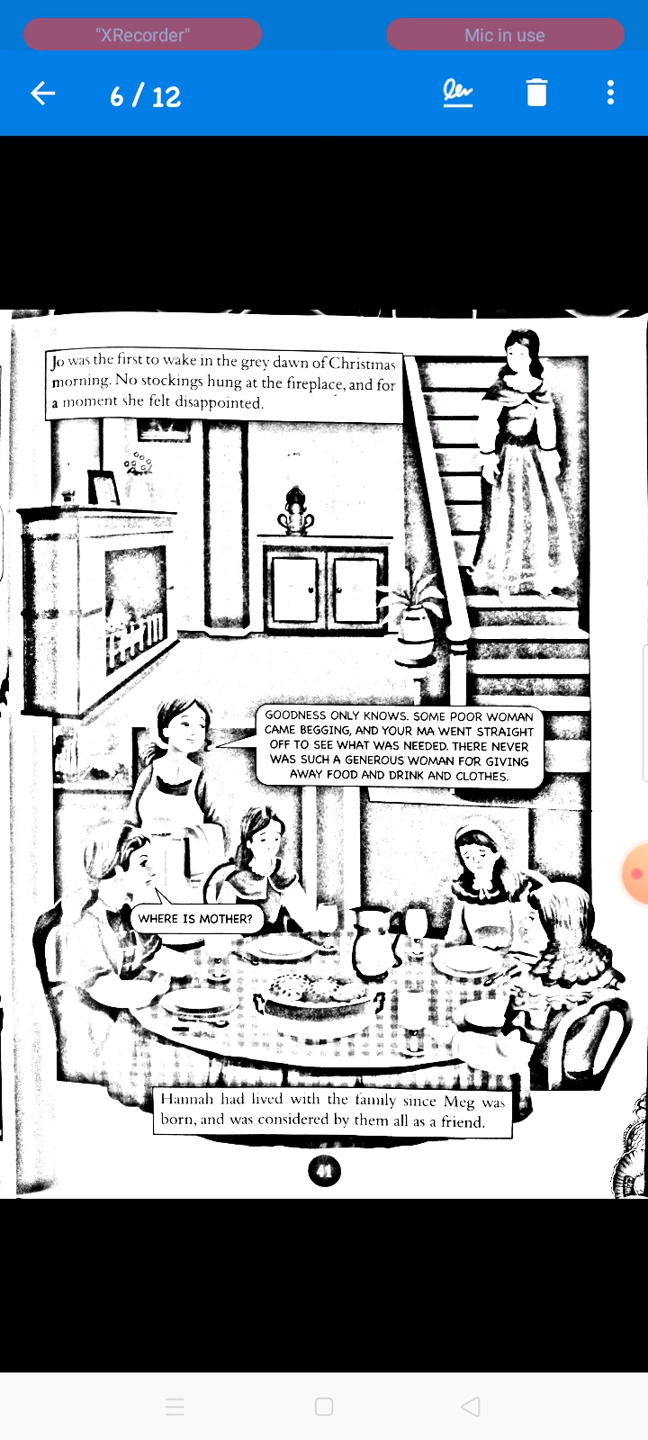 "XRecorder"
Mic in use
6 / 12
Jo was the first to wake in the grey dawn of Christmas
morning. No stockings hung at the fireplace, and for
a moment she felt disappointed.
GOODNESS ONLY KNOWS. SOME POOR WOMAN
CAME BEGGING, AND YOUR MA WENT STRAIGHT
OFF TO SEE WHAT WAS NEEDED. THERE NEVER
WAS SUCH A GENEROUS WOMAN FOR GIVING
AWAY FOOD AND DRINK AND CLOTHES.
WHERE IS MOTHER?
Hannah had lived with the family since Meg was
born, and was considered by them all as a friend.
41